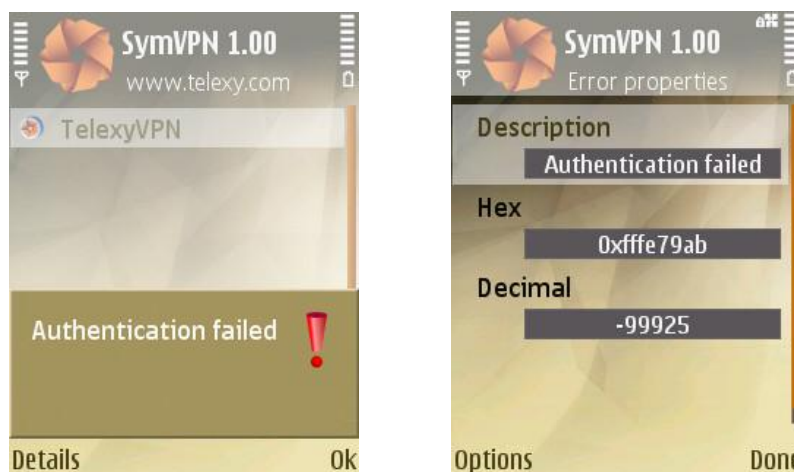 SymVPN 1.00
www.telexy.com
TelexyVPN
Authentication failed
Details Ok
SymVPN 1.00
Error properties
Description
Authentication failed
Hex
0xfffe79ab
Decimal
-99925
Options Done